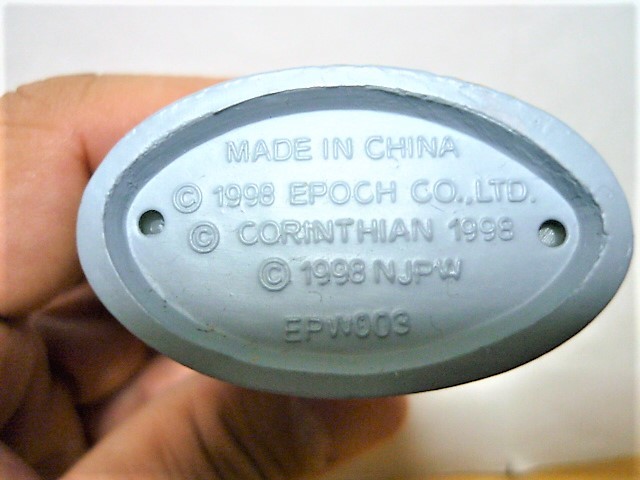 MADE IN CHINA
© 1998 EPOCH CO.,LTD.
© CORINTHIAN 1998
© 1998 NJPW
EPW003